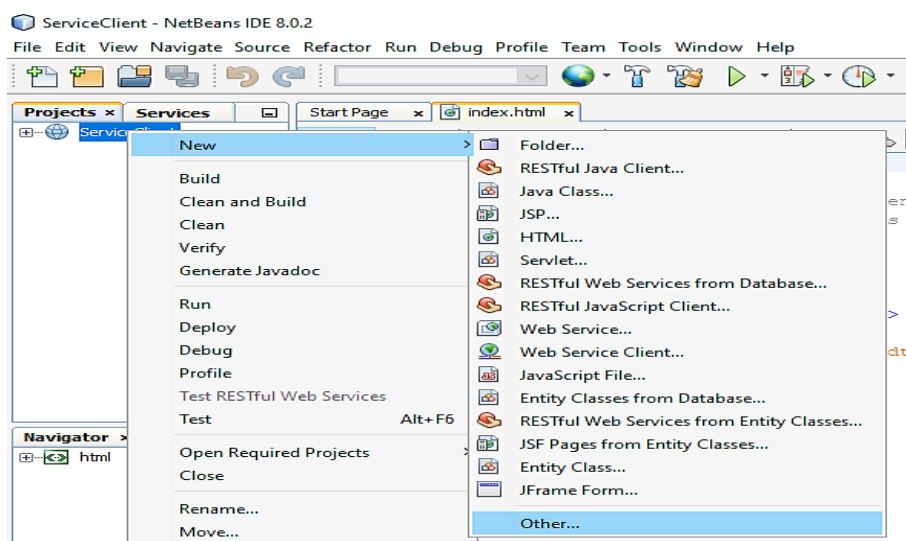 ServiceClient - NetBeans IDE 8.0.2
File Edit View Navigate Source Refactor Run Debug Profile Team Tools Window Help
Projects × Services Start Page × index.html ×
New
Build
Clean and Build
Clean
Verify
Generate Javadoc
Run
Deploy
Debug
Profile
Test RESTful Web Services
Test Alt+F6
Open Required Projects
Close
Rename...
Move...
Folder...
RESTful Java Client...
Java Class...
JSP...
HTML...
Servlet...
RESTful Web Services from Database...
RESTful JavaScript Client...
Web Service...
Web Service Client...
JavaScript File...
Entity Classes from Database...
RESTful Web Services from Entity Classes...
JSF Pages from Entity Classes...
Entity Class...
JFrame Form...
Other...
Navigator ×
html